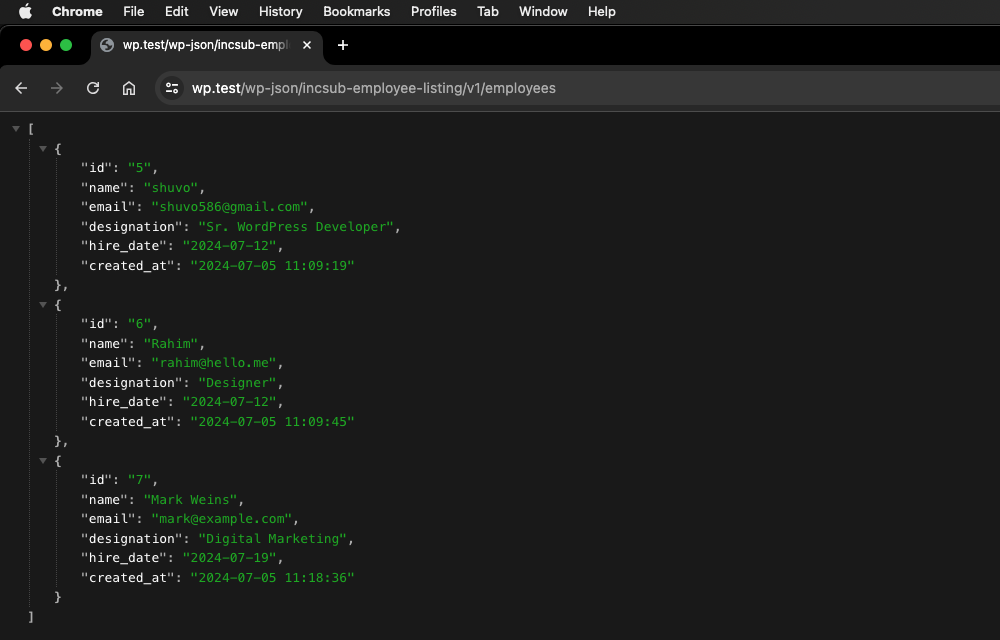 Chrome File Edit View History Bookmarks Profiles Tab Window Help
wp.test/wp-json/incsub-empl
wp.test/wp-json/incsub-employee-listing/v1/employees
[
{
"id": "5",
"name": "shuvo",
"email": "shuvo586@gmail.com",
"designation": "Sr. WordPress Developer",
"hire_date": "2024-07-12",
"created_at": "2024-07-05 11:09:19"
},
{
"id": "6",
"name": "Rahim",
"email": "rahim@hello.me",
"designation": "Designer",
"hire_date": "2024-07-12",
"created_at": "2024-07-05 11:09:45"
},
{
"id": "7",
"name": "Mark Weins",
"email": "mark@example.com",
"designation": "Digital Marketing",
"hire_date": "2024-07-19",
"created_at": "2024-07-05 11:18:36"
}
]